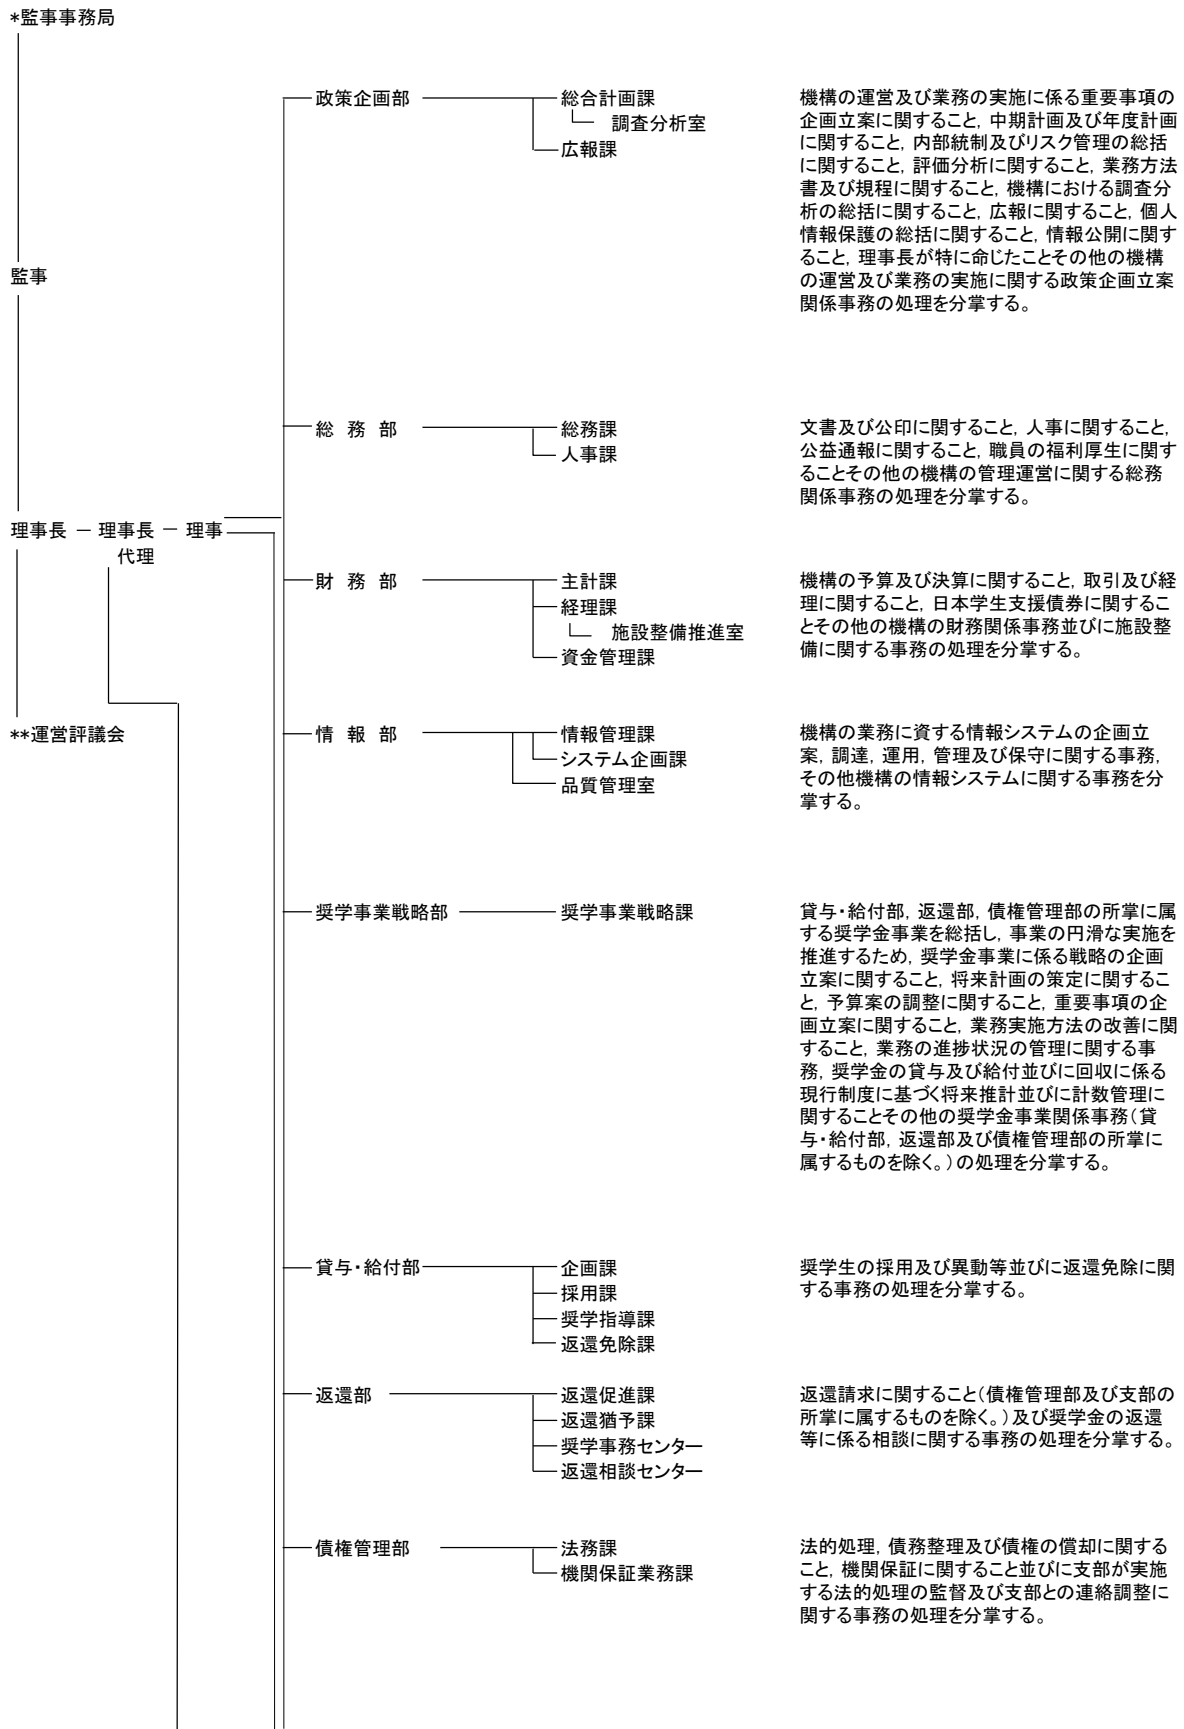 *監事事務局
政策企画部
総合計画課
調査分析室
広報課
機構の運営及び業務の実施に係る重要事項の
企画立案に関すること, 中期計画及び年度計画
に関すること, 内部統制及びリスク管理の総括
に関すること, 評価分析に関すること, 業務方法
書及び規程に関すること, 機構における調査分
析の総括に関すること, 広報に関すること, 個人
情報保護の総括に関すること, 情報公開に関す
ること, 理事長が特に命じたことその他の機構
の運営及び業務の実施に関する政策企画立案
関係事務の処理を分掌する。
監事
総 務 部
総務課
人事課
文書及び公印に関すること, 人事に関すること,
公益通報に関すること, 職員の福利厚生に関す
ることその他の機構の管理運営に関する総務
関係事務の処理を分掌する。
理事長 － 理事長 － 理事
代理
財 務 部
主計課
経理課
施設整備推進室
資金管理課
機構の予算及び決算に関すること, 取引及び経
理に関すること, 日本学生支援債券に関するこ
とその他の機構の財務関係事務並びに施設整
備に関する事務の処理を分掌する。
**運営評議会
情 報 部
情報管理課
システム企画課
品質管理室
機構の業務に資する情報システムの企画立
案, 調達, 運用, 管理及び保守に関する事務,
その他機構の情報システムに関する事務を分
掌する。
奨学事業戦略部
奨学事業戦略課
貸与・給付部, 返還部, 債権管理部の所掌に属
する奨学金事業を総括し, 事業の円滑な実施を
推進するため, 奨学金事業に係る戦略の企画
立案に関すること, 将来計画の策定に関するこ
と, 予算案の調整に関すること, 重要事項の企
画立案に関すること, 業務実施方法の改善に関
すること, 業務の進捗状況の管理に関する事
務, 奨学金の貸与及び給付並びに回収に係る
現行制度に基づく将来推計並びに計数管理に
関することその他の奨学金事業関係事務（貸
与・給付部, 返還部及び債権管理部の所掌に
属するものを除く。）の処理を分掌する。
貸与・給付部
企画課
採用課
奨学指導課
返還免除課
奨学生の採用及び異動等並びに返還免除に関
する事務の処理を分掌する。
返還部
返還促進課
返還猶予課
奨学事務センター
返還相談センター
返還請求に関すること（債権管理部及び支部の
所掌に属するものを除く。）及び奨学金の返還
等に係る相談に関する事務の処理を分掌する。
債権管理部
法務課
機関保証業務課
法的処理, 債務整理及び債権の償却に関する
こと, 機関保証に関すること並びに支部が実施
する法的処理の監督及び支部との連絡調整に
関する事務の処理を分掌する。